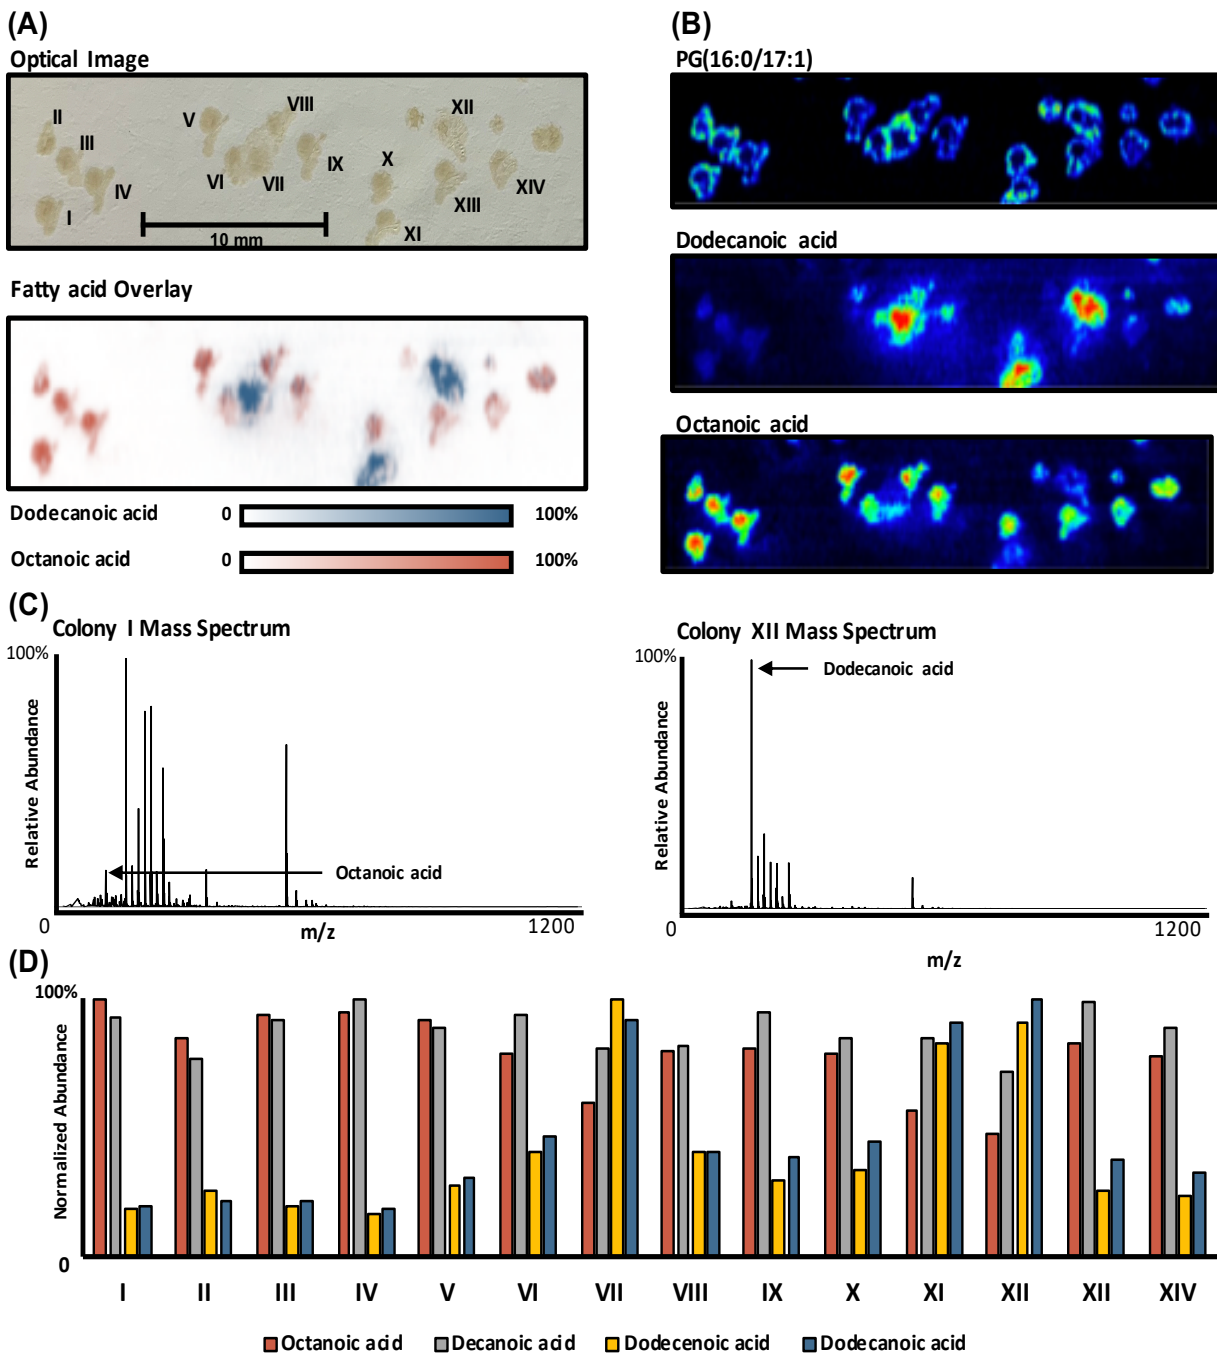 (A)
Optical Image
II
III
IV
I
V
VI
VII
VIII
IX
X
XI
XII
XIII
XIV
10 mm
Fatty acid Overlay
Dodecanoic acid 0 100%
Octanoic acid 0 100%
(B)
PG(16:0/17:1)
Dodecanoic acid
Octanoic acid
(C)
Colony I Mass Spectrum
100%
Relative Abundance
Octanoic acid
0 1200
m/z
Colony XII Mass Spectrum
100%
Relative Abundance
Dodecanoic acid
0 1200
m/z
(D)
100%
Normalized Abundance
0
I II III IV V VI VII VIII IX X XI XII XII XIV
Octanoic acid Decanoic acid Dodecenoic acid Dodecanoic acid